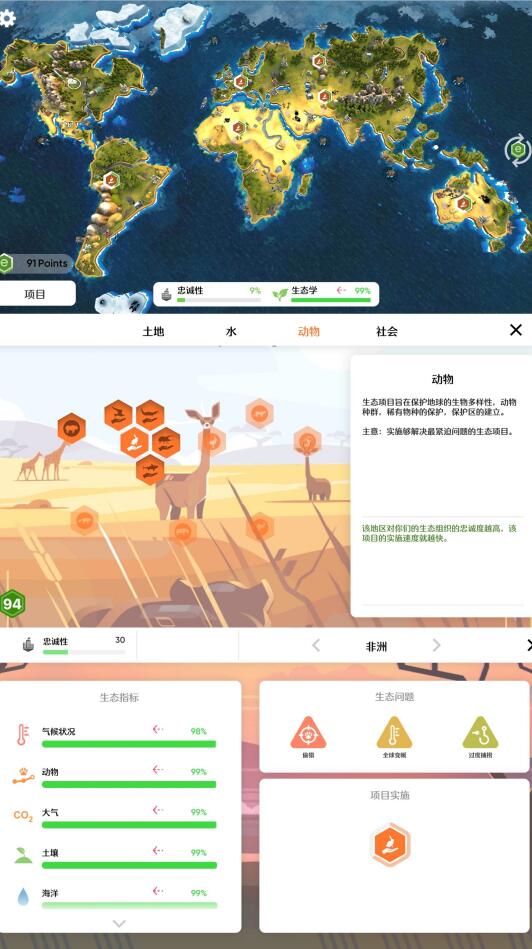 91 Points
项目
忠诚性 9%
生态学 99%
土地 水 动物 社会
动物
生态项目旨在保护地球的生物多样性，动物
种群，稀有物种的保护，保护区的建立。
主意：实施能够解决最紧迫问题的生态项目。
该地区对你们的生态组织的忠诚度越高，该
项目的实施速度就越快。
94
忠诚性 30
非洲
生态指标
气候状况 98%
动物 99%
CO2 大气 99%
土壤 99%
海洋 99%
生态问题
偷猎 全球变暖 过度捕捞
项目实施